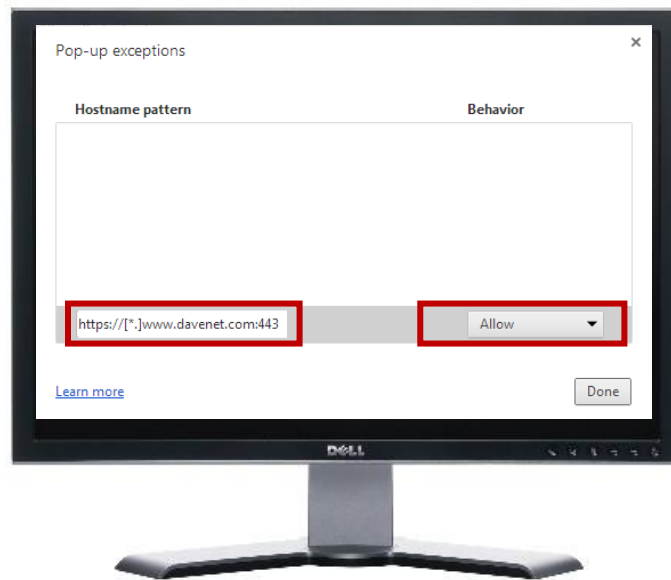 Pop-up exceptions ×
Hostname pattern Behavior
https://[*.]www.davenet.com:443 Allow
Learn more Done
DELL